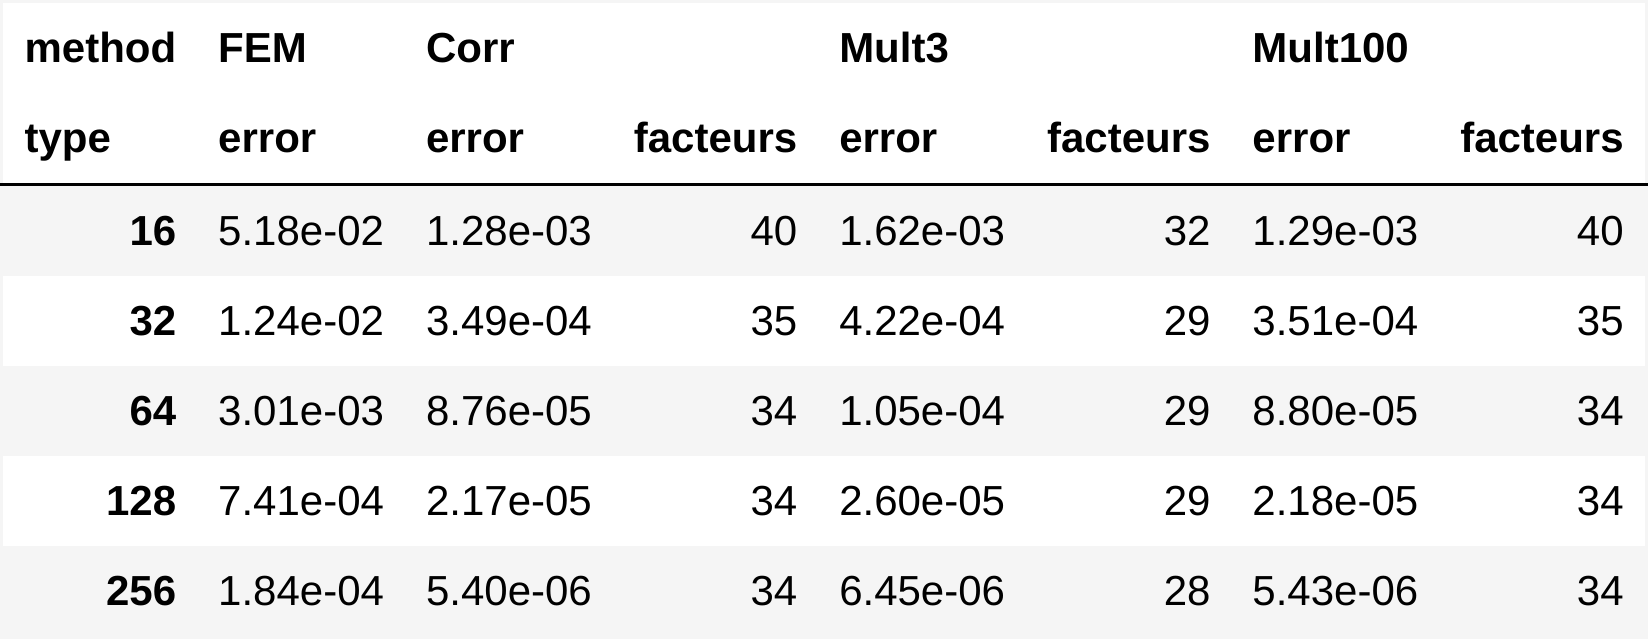 method FEM Corr Mult3 Mult100
type error error facteurs error facteurs error facteurs
16 5.18e-02 1.28e-03 40 1.62e-03 32 1.29e-03 40
32 1.24e-02 3.49e-04 35 4.22e-04 29 3.51e-04 35
64 3.01e-03 8.76e-05 34 1.05e-04 29 8.80e-05 34
128 7.41e-04 2.17e-05 34 2.60e-05 29 2.18e-05 34
256 1.84e-04 5.40e-06 34 6.45e-06 28 5.43e-06 34